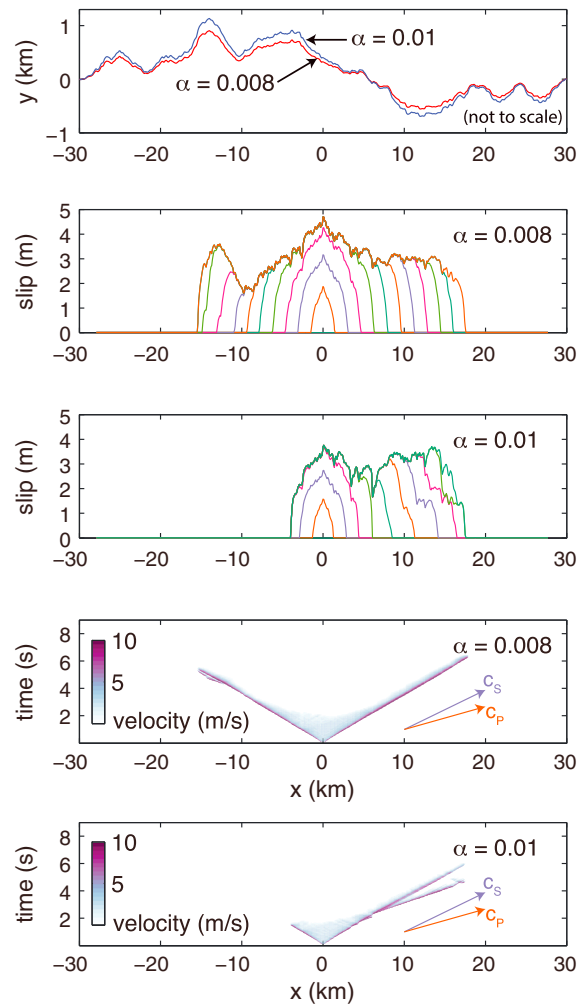 1
α = 0.01
y (km)
0
α = 0.008
(not to scale)
−1
−30 −20 −10 0 10 20 30
5
α = 0.008
4
slip (m)
3
2
1
0
−30 −20 −10 0 10 20 30
5
α = 0.01
4
slip (m)
3
2
1
0
−30 −20 −10 0 10 20 30
8
10
α = 0.008
time (s)
6
5
4
cS
cP
2
velocity (m/s)
−30 −20 −10 0 10 20 30
x (km)
8
10
α = 0.01
time (s)
6
5
4
cS
cP
2
velocity (m/s)
−30 −20 −10 0 10 20 30
x (km)